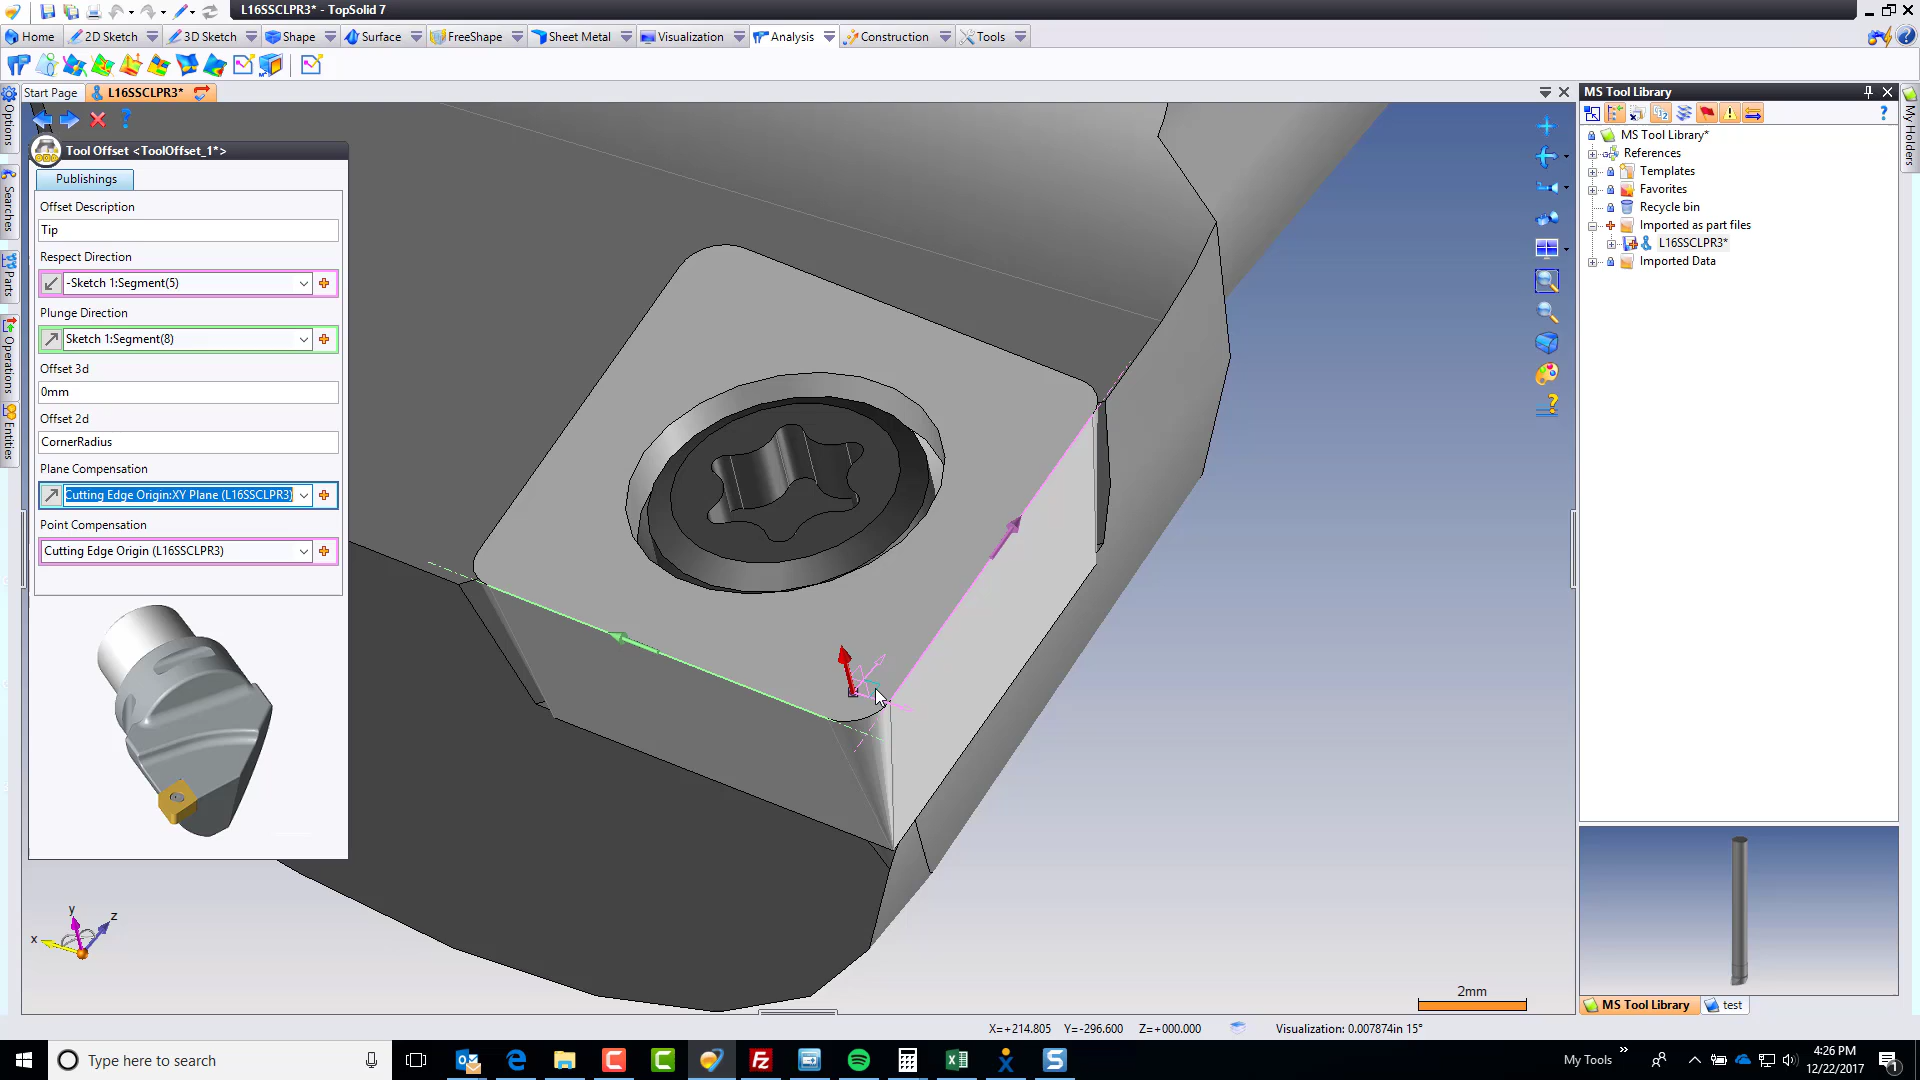 L16SSCLPR3* - TopSolid 7
Home
2D Sketch
3D Sketch
Shape
Surface
FreeShape
Sheet Metal
Visualization
Analysis
Construction
Tools
Start Page
L16SSCLPR3*
Options
Searches
Parts
Operations
Entities
Tool Offset <ToolOffset_1*>
Publishings
Offset Description
Tip
Respect Direction
-Sketch 1:Segment(5)
Plunge Direction
Sketch 1:Segment(8)
Offset 3d
0mm
Offset 2d
CornerRadius
Plane Compensation
Cutting Edge Origin:XY Plane (L16SSCLPR3)
Point Compensation
Cutting Edge Origin (L16SSCLPR3)
x
y
z
2mm
MS Tool Library
MS Tool Library*
References
Templates
Favorites
Recycle bin
Imported as part files
L16SSCLPR3*
Imported Data
My Holders
MS Tool Library
test
X=+214.805 Y=-296.600 Z=+000.000
Visualization: 0.007874in 15°
Type here to search
My Tools
4:26 PM
12/22/2017
1